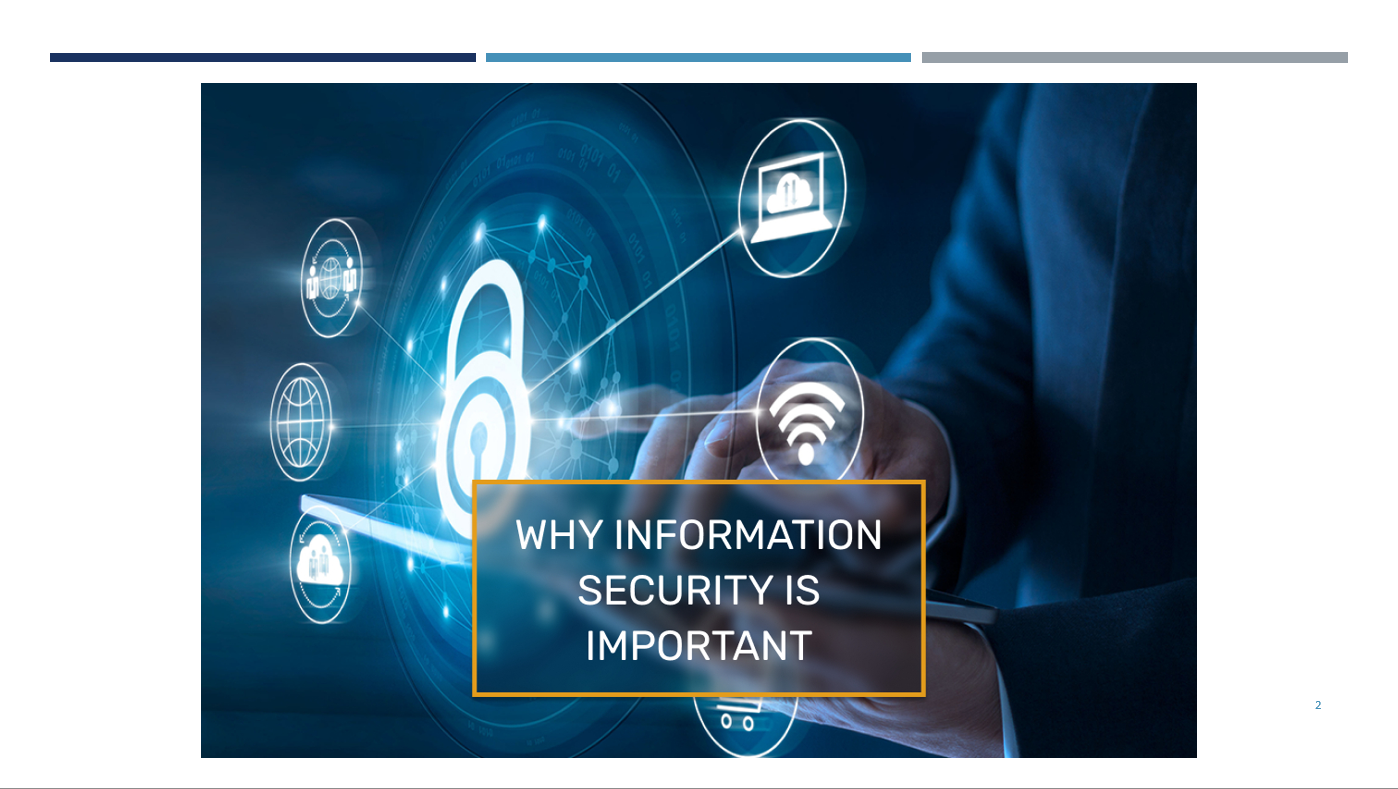 WHY INFORMATION
SECURITY IS
IMPORTANT
2